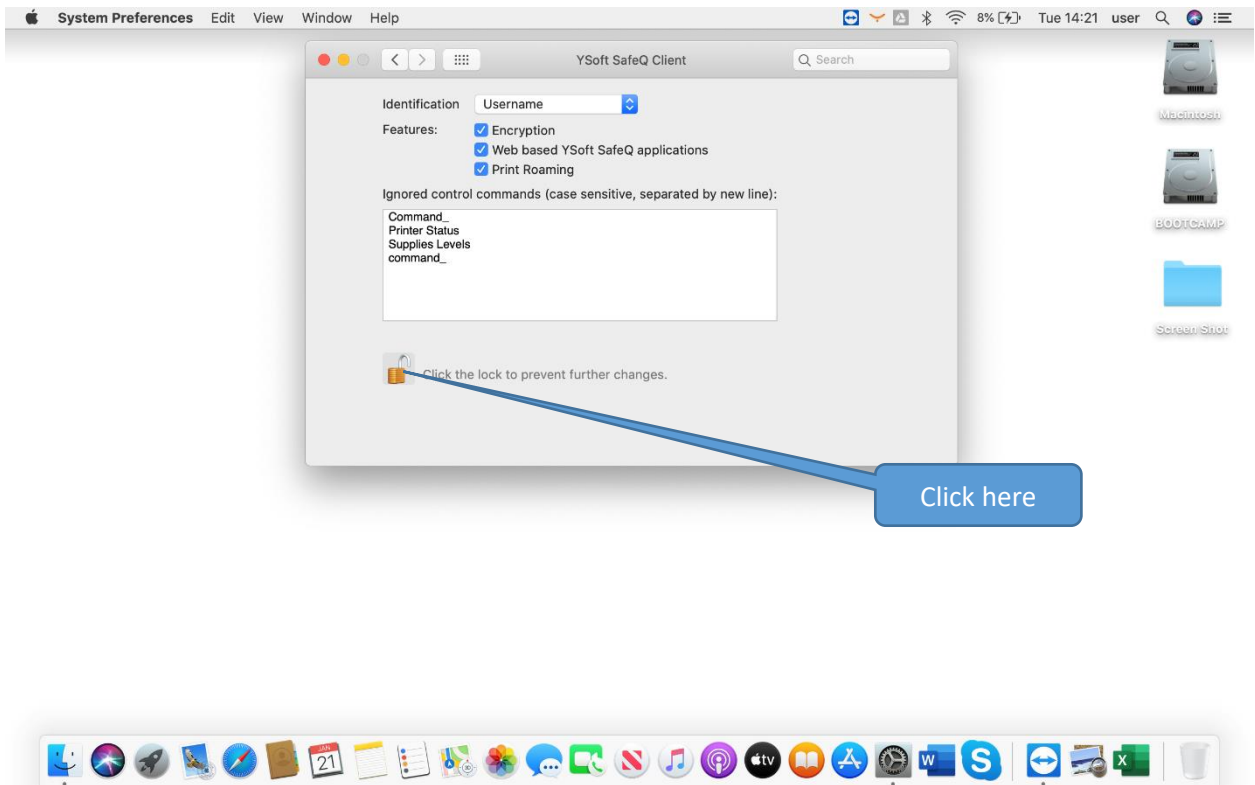 System Preferences Edit View Window Help 8% Tue 14:21 user
YSoft SafeQ Client Search
Macintosh
Identification Username
Features: Encryption
Web based YSoft SafeQ applications
Print Roaming
Ignored control commands (case sensitive, separated by new line):
Command_
Printer Status
Supplies Levels
command_
BOOTCAMP
Screen Shot
Click the lock to prevent further changes.
Click here
JAN
21
tv
W
S
X